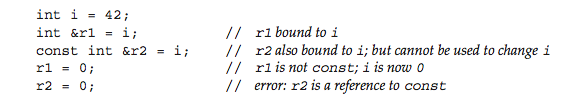 int i = 42;
int &r1 = i; // r1 bound to i
const int &r2 = i; // r2 also bound to i; but cannot be used to change i
r1 = 0; // r1 is not const; i is now 0
r2 = 0; // error: r2 is a reference to const